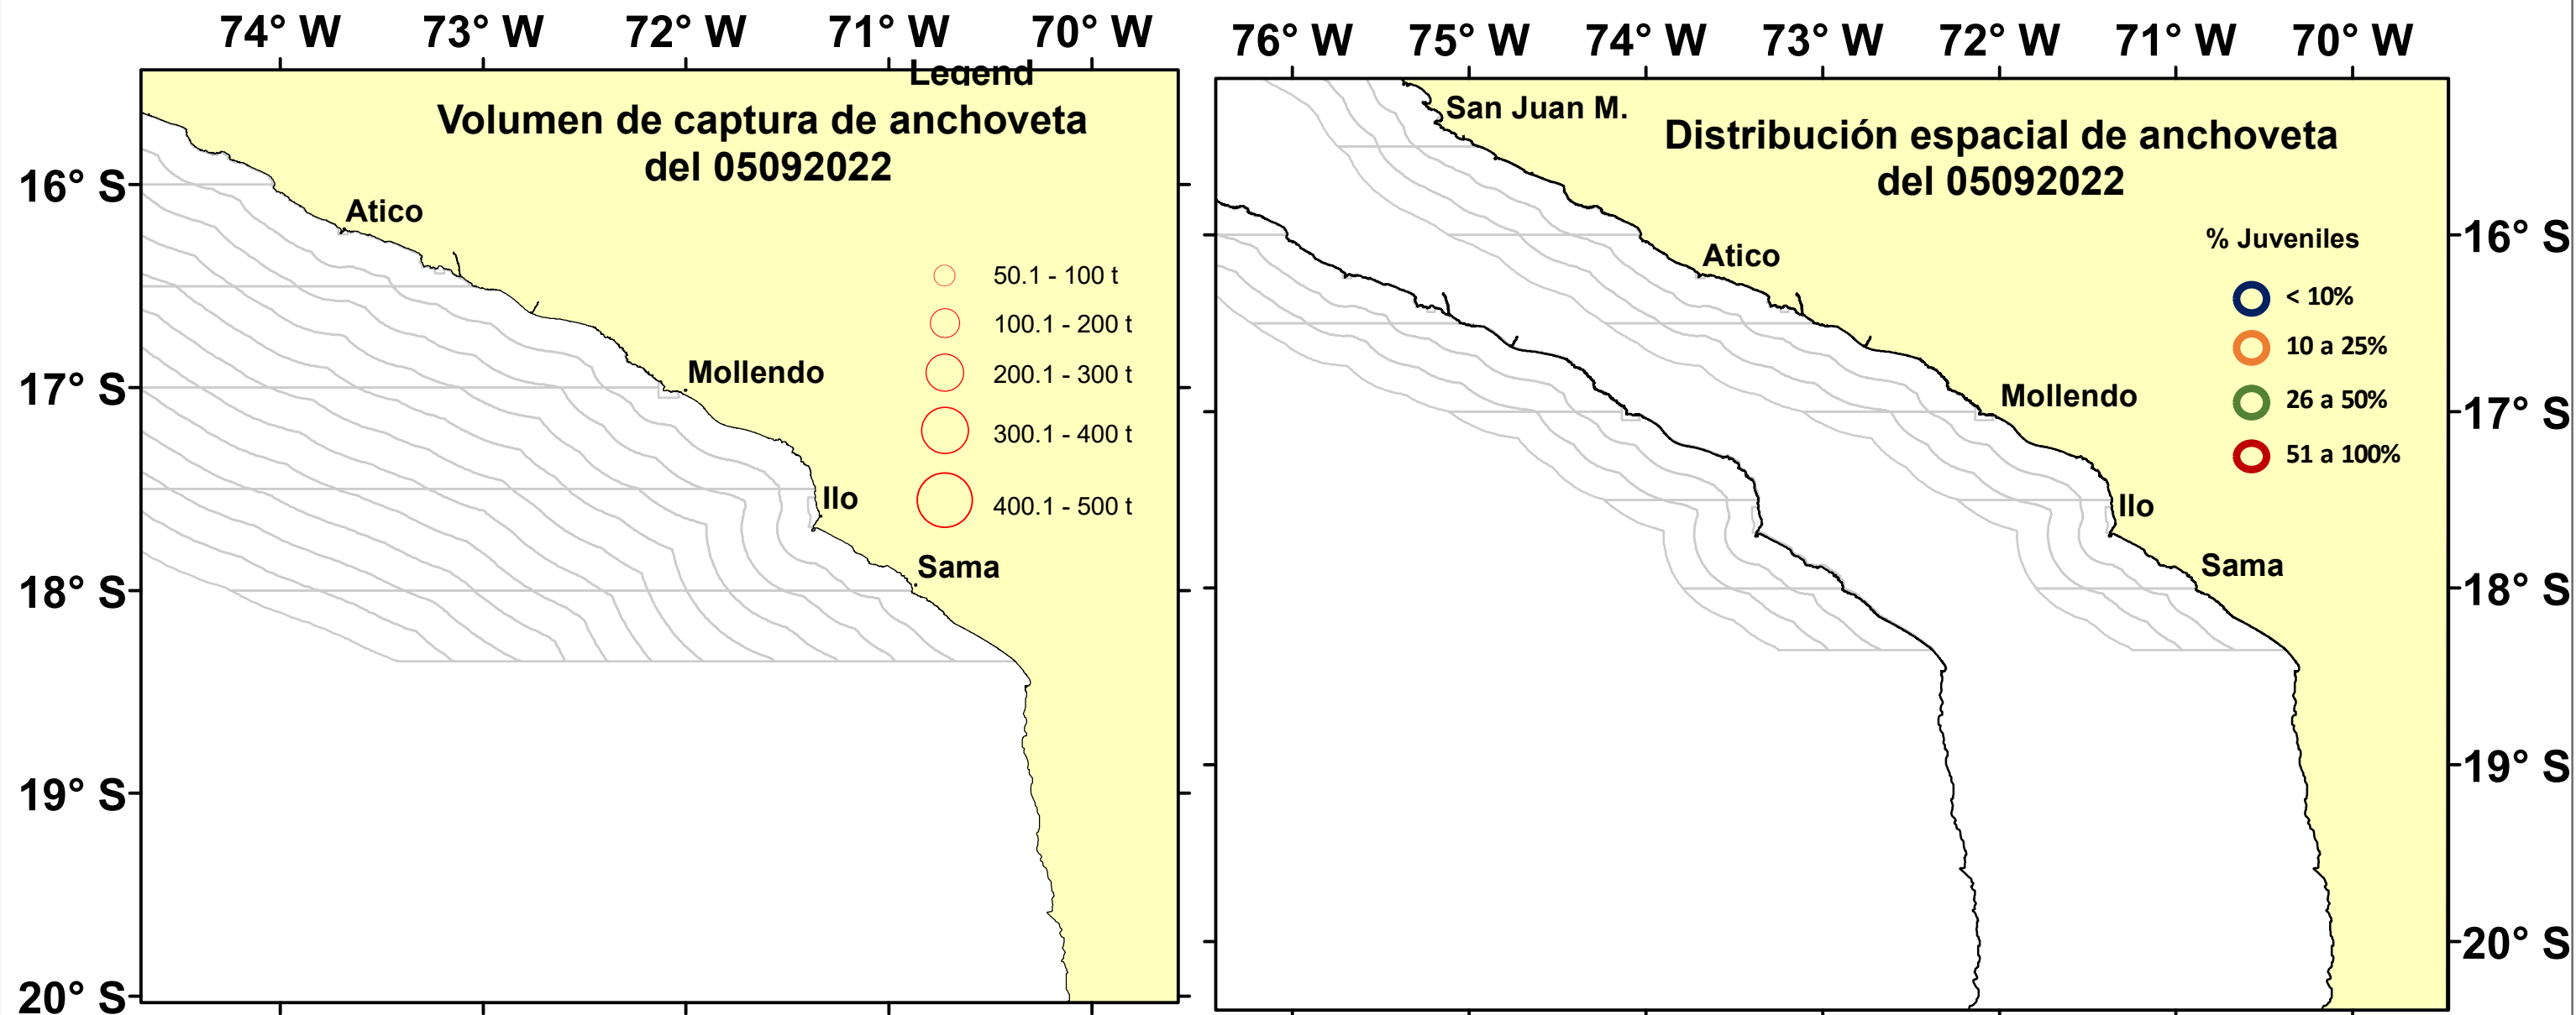 74° W 73° W 72° W 71° W 70° W
Legend
Volumen de captura de anchoveta
del 05092022
16° S
Atico
50.1 - 100 t
100.1 - 200 t
200.1 - 300 t
300.1 - 400 t
400.1 - 500 t
Mollendo
17° S
Ilo
Sama
18° S
19° S
20° S
76° W 75° W 74° W 73° W 72° W 71° W 70° W
San Juan M.
Distribución espacial de anchoveta
del 05092022
% Juveniles
< 10%
10 a 25%
26 a 50%
51 a 100%
Atico
16° S
Mollendo
17° S
Ilo
Sama
18° S
19° S
20° S